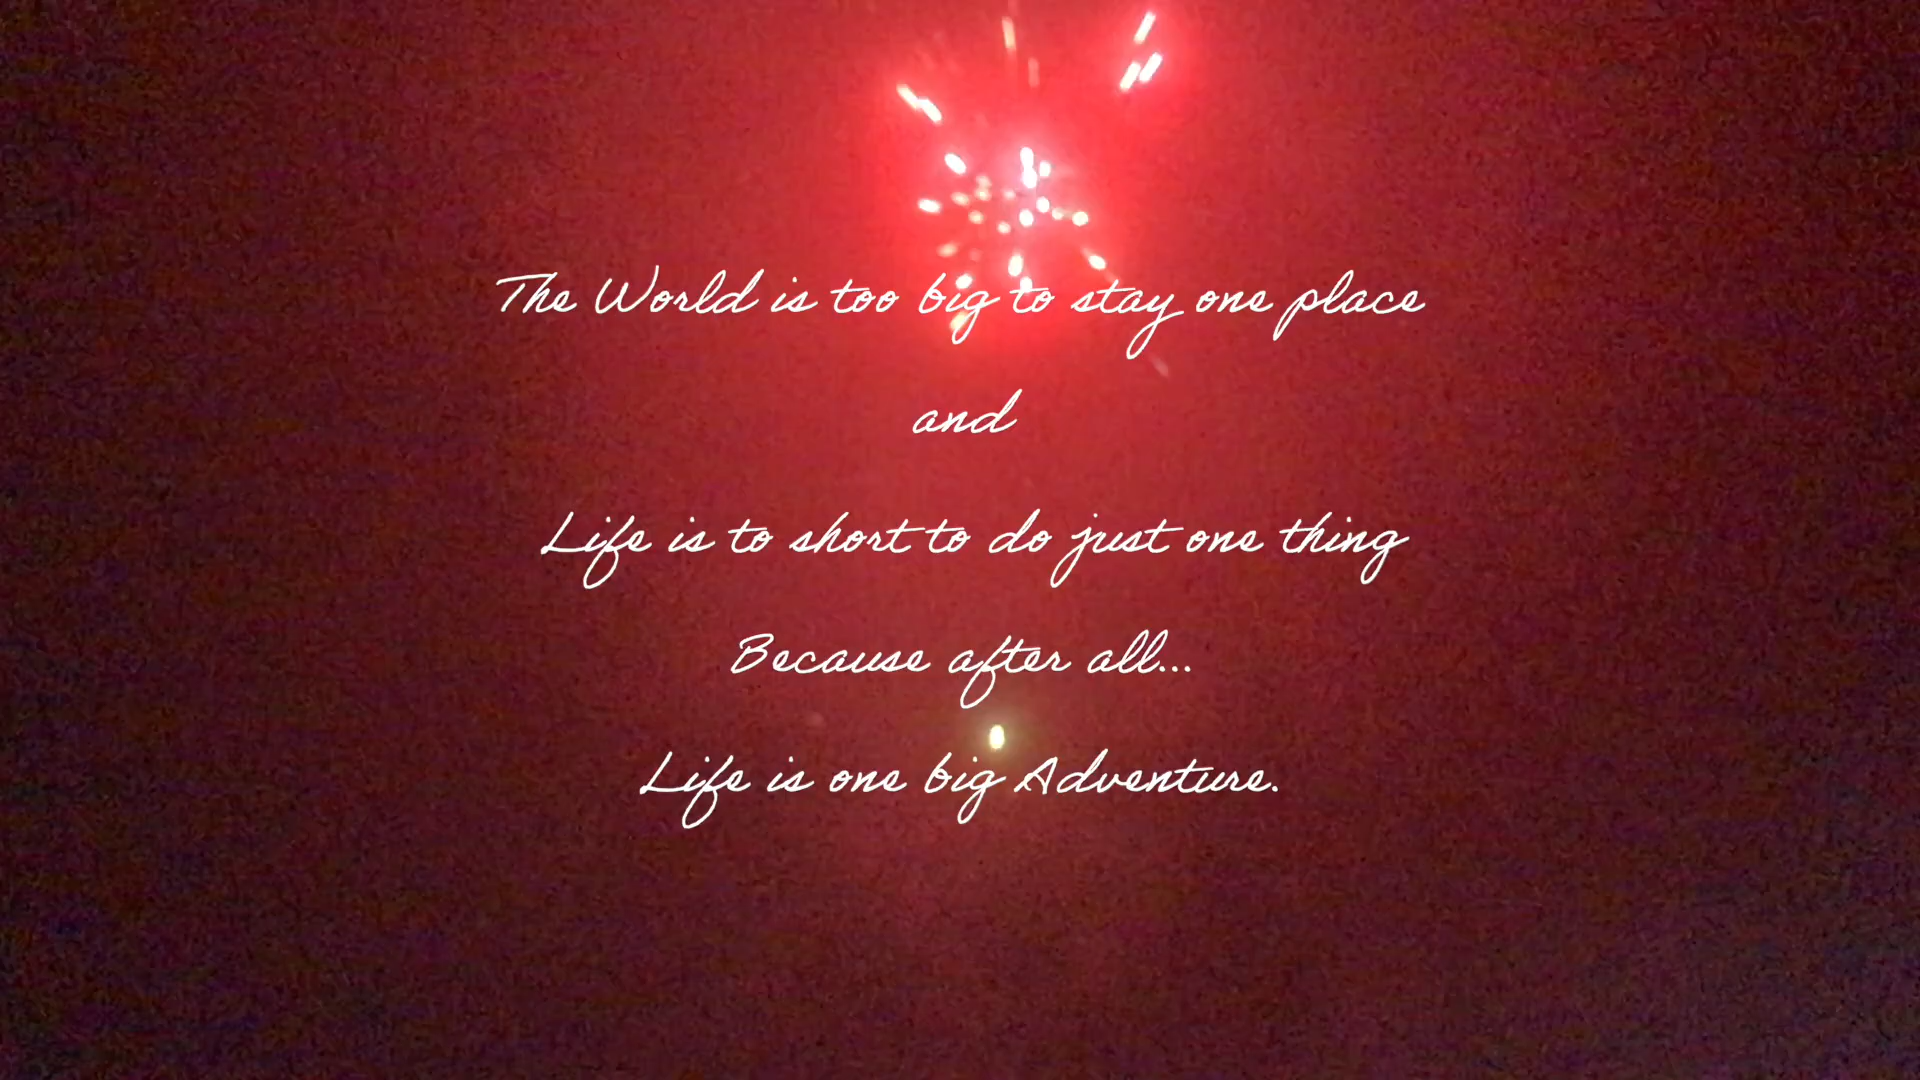 The World is too big to stay one place
and
Life is to short to do just one thing
Because after all...
Life is one big Adventure.